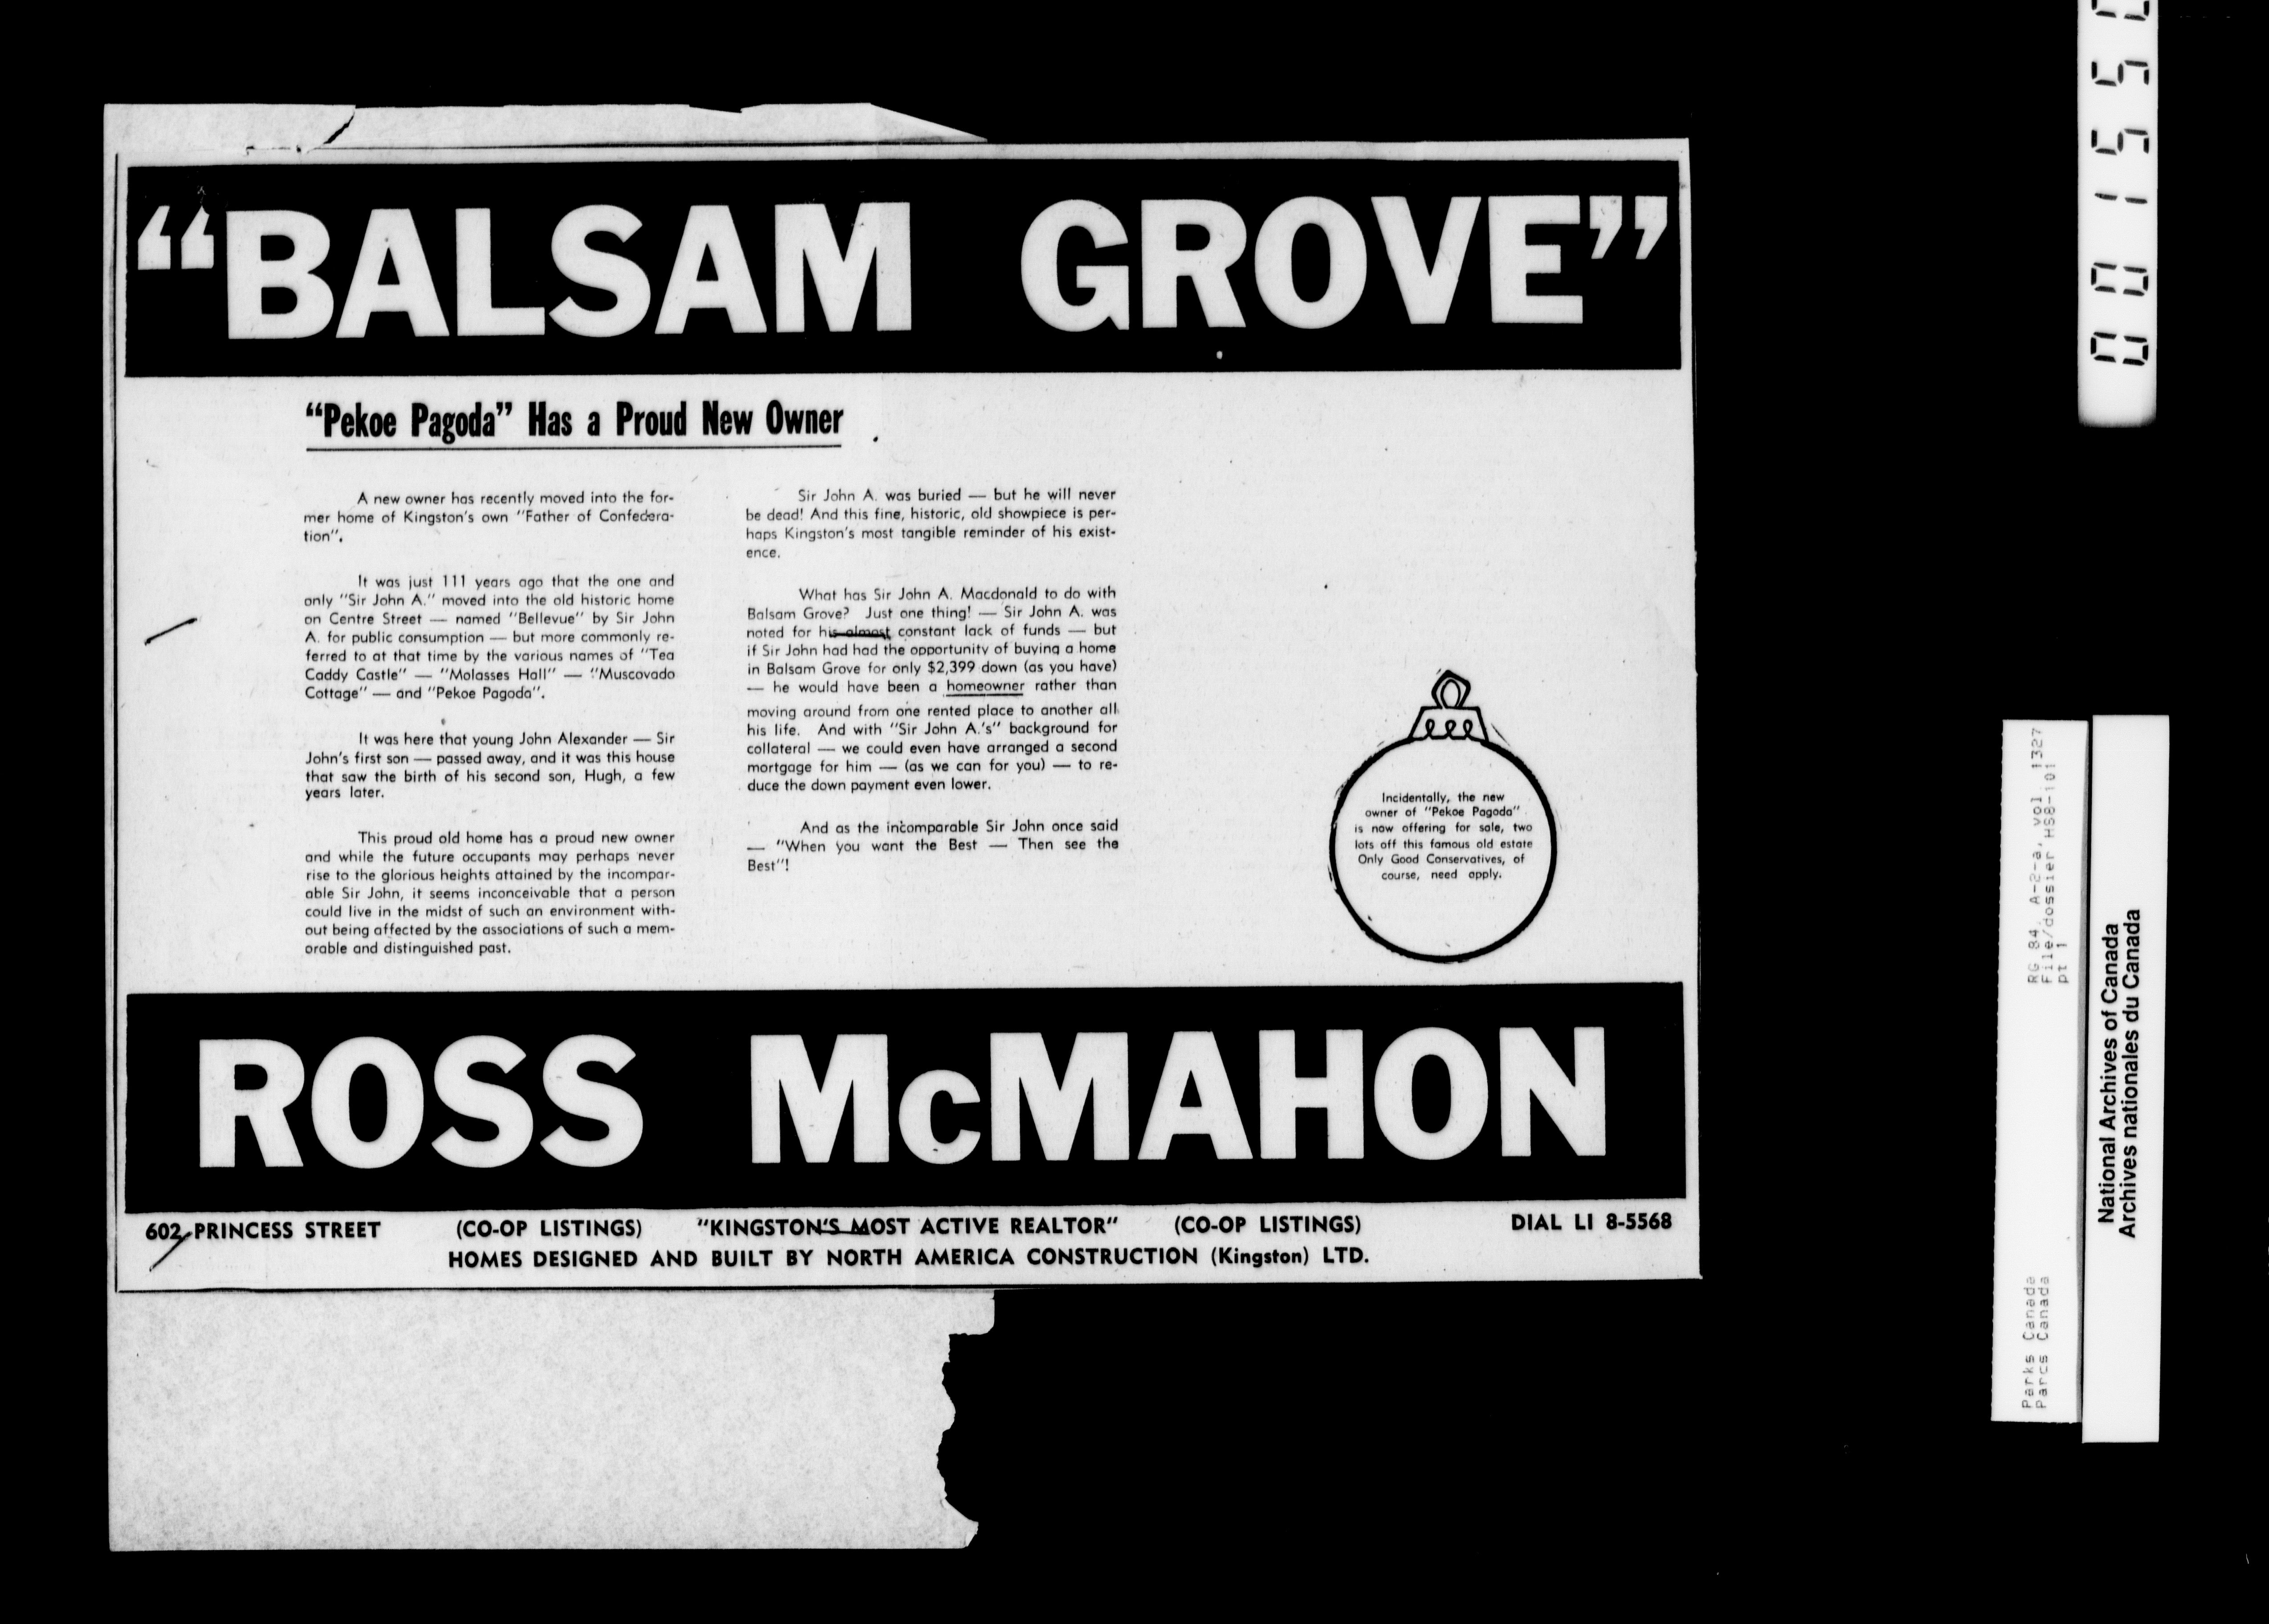 “BALSAM GROVE”
“Pekoe Pagoda” Has a Proud New Owner
A new owner has recently moved into the for-
mer home of Kingston's own "Father of Confedera-
tion".
It was just 111 years ago that the one and
only "Sir John A." moved into the old historic home
on Centre Street — named "Bellevue" by Sir John
A. for public consumption — but more commonly re-
ferred to at that time by the various names of "Tea
Caddy Castle" — "Molasses Hall" — "Muscovado
Cottage" — and "Pekoe Pagoda".
It was here that young John Alexander — Sir
John's first son — passed away, and it was this house
that saw the birth of his second son, Hugh, a few
years later.
This proud old home has a proud new owner
and while the future occupants may perhaps never
rise to the glorious heights attained by the incompar-
able Sir John, it seems inconceivable that a person
could live in the midst of such an environment with-
out being affected by the associations of such a mem-
orable and distinguished past.
Sir John A. was buried — but he will never
be dead! And this fine, historic, old showpiece is per-
haps Kingston's most tangible reminder of his exist-
ence.
What has Sir John A. Macdonald to do with
Balsam Grove? Just one thing! — Sir John A. was
noted for his almost constant lack of funds — but
if Sir John had had the opportunity of buying a home
in Balsam Grove for only $2,399 down (as you have)
— he would have been a homeowner rather than
moving around from one rented place to another all
his life. And with "Sir John A.'s" background for
collateral — we could even have arranged a second
mortgage for him — (as we can for you) — to re-
duce the down payment even lower.
And as the incomparable Sir John once said
— "When you want the Best — Then see the
Best"!
Incidentally, the new
owner of "Pekoe Pagoda"
is now offering for sale, two
lots off this famous old estate
Only Good Conservatives, of
course, need apply.
ROSS McMAHON
602 PRINCESS STREET (CO-OP LISTINGS) "KINGSTON'S MOST ACTIVE REALTOR" (CO-OP LISTINGS) DIAL LI 8-5568
HOMES DESIGNED AND BUILT BY NORTH AMERICA CONSTRUCTION (Kingston) LTD.
RG 84, A-2-a, vol 1327
File/dossier HS8-101
pt 1
Parks Canada
Parcs Canada
National Archives of Canada
Archives nationales du Canada